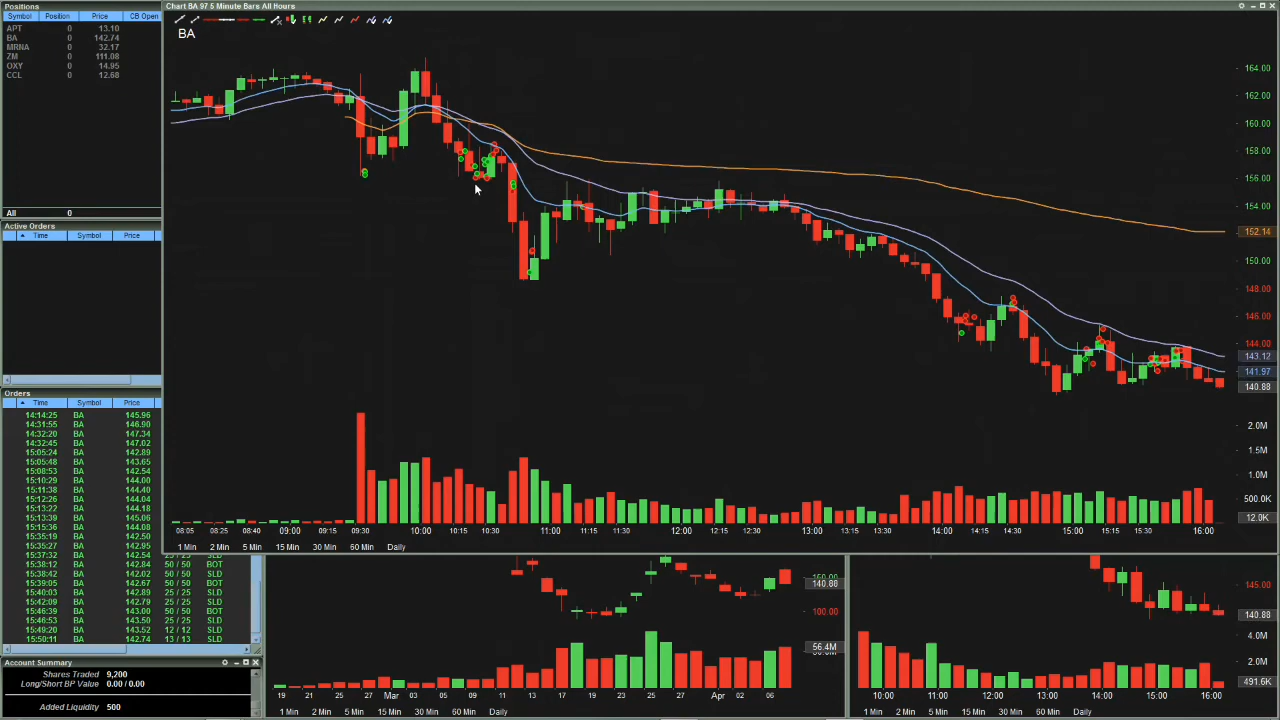 Positions
Symbol Position Price CB Open
APT 0 13.10
BA 0 142.74
MRNA 0 32.17
ZM 0 111.08
OXY 0 14.95
CCL 0 12.68
All 0
Active Orders
Time Symbol Price
Orders
Time Symbol Price
14:14:25 BA 145.96
14:31:55 BA 146.90
14:32:20 BA 147.34
14:32:45 BA 147.02
15:05:24 BA 142.89
15:05:48 BA 143.65
15:08:53 BA 142.54
15:10:29 BA 144.00
15:11:38 BA 144.40
15:12:26 BA 144.04
15:13:22 BA 144.18
15:13:39 BA 145.06
15:15:36 BA 144.08
15:35:19 BA 142.50
15:35:27 BA 142.95
15:37:32 BA 142.54 25 / 25 SLD
15:38:12 BA 142.84 50 / 50 BOT
15:38:42 BA 142.02 50 / 50 SLD
15:39:05 BA 142.67 50 / 50 BOT
15:40:03 BA 142.89 25 / 25 SLD
15:42:09 BA 142.79 25 / 25 SLD
15:46:39 BA 143.00 50 / 50 BOT
15:46:53 BA 143.50 25 / 25 SLD
15:49:20 BA 143.52 12 / 12 SLD
15:50:11 BA 142.74 13 / 13 SLD
Account Summary
Shares Traded 9,200
Long/Short BP Value 0.00 / 0.00
Added Liquidity 500
Chart BA 97 5 Minute Bars All Hours
BA
164.00
162.00
160.00
158.00
156.00
154.00
152.14
150.00
148.00
146.00
144.00
143.12
141.97
140.88
2.0M
1.5M
1.0M
500.0K
12.0K
08:05 08:25 08:40 09:00 09:15 09:30 10:00 10:15 10:30 11:00 11:15 11:30 12:00 12:15 12:30 13:00 13:15 13:30 14:00 14:15 14:30 15:00 15:15 15:30 16:00
1 Min 2 Min 5 Min 15 Min 30 Min 60 Min Daily
140.88
100.00
56.4M
19 21 25 27 Mar 03 05 09 11 13 17 19 23 25 27 Apr 02 06
1 Min 2 Min 5 Min 15 Min 30 Min 60 Min Daily
145.00
140.88
4.0M
2.0M
491.6K
10:00 11:00 12:00 13:00 14:00 15:00 16:00
1 Min 2 Min 5 Min 15 Min 30 Min 60 Min Daily